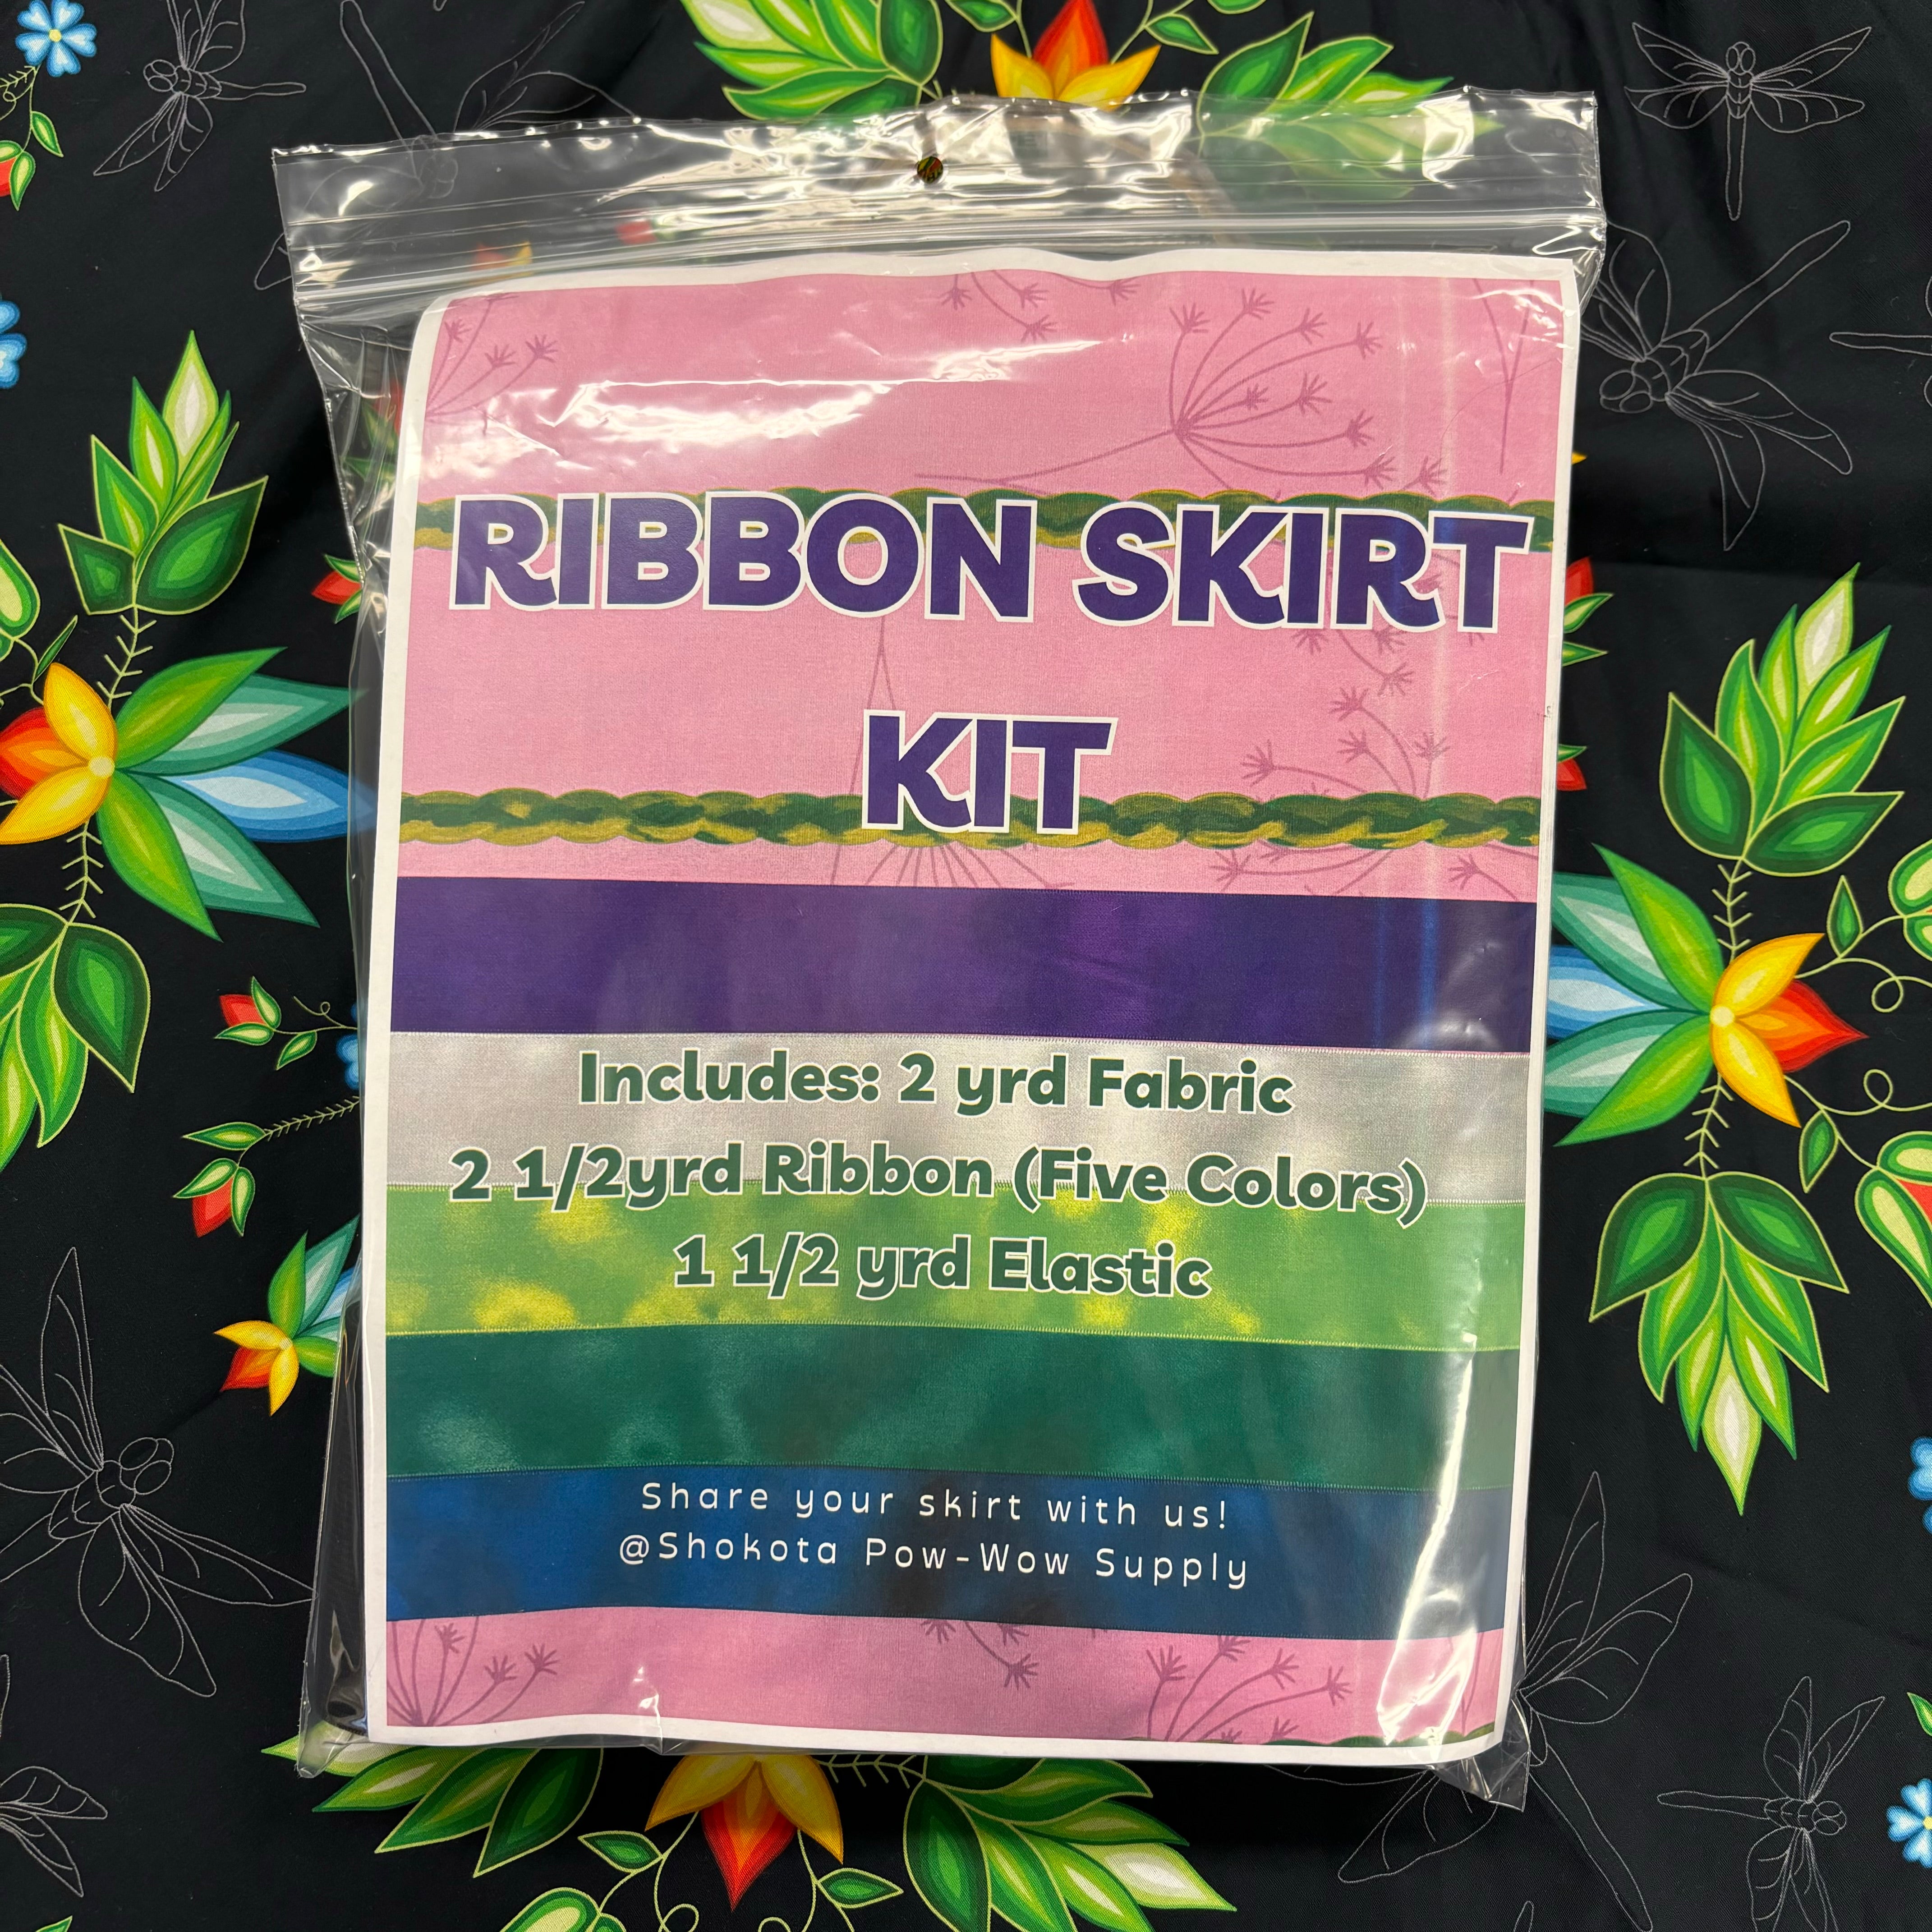 RIBBON SKIRT
KIT
Includes: 2 yrd Fabric
2 1/2yrd Ribbon (Five Colors)
1 1/2 yrd Elastic
Share your skirt with us!
@Shokota Pow-Wow Supply